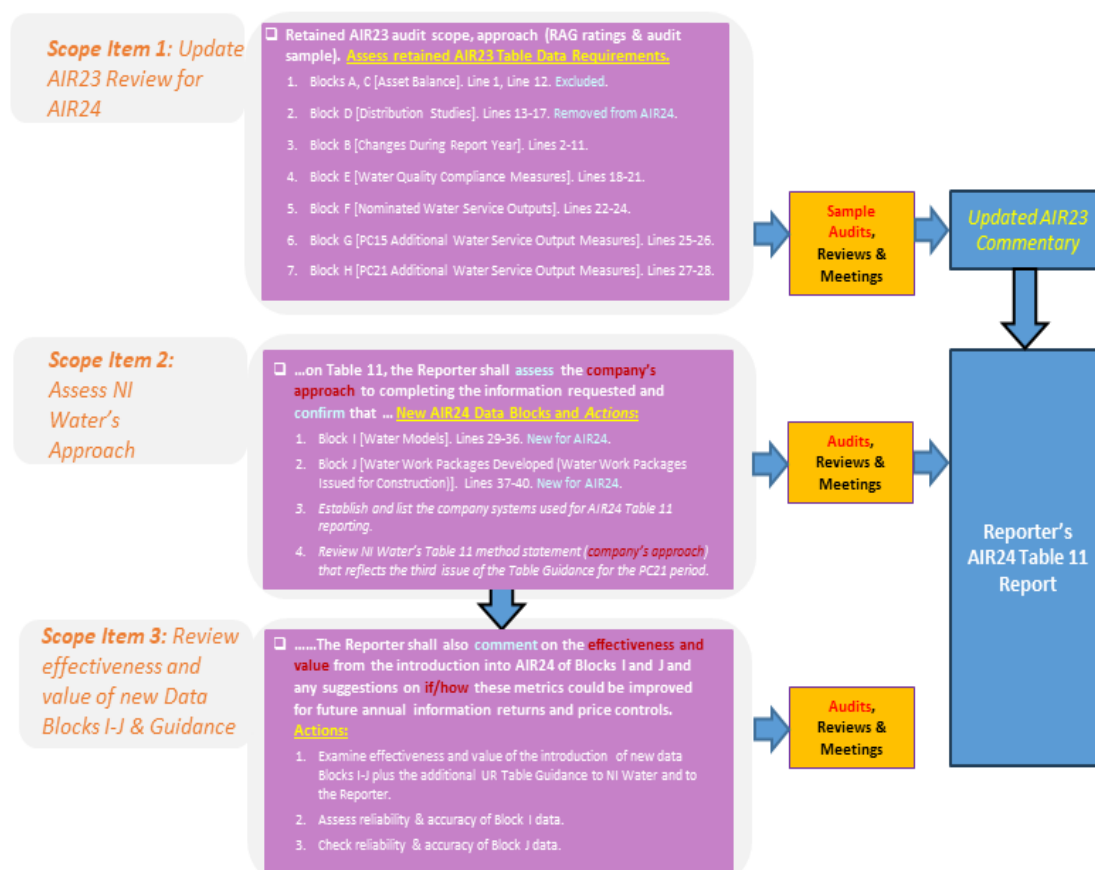 Scope Item 1: Update
AIR23 Review for
AIR24
❑ Retained AIR23 audit scope, approach (RAG ratings & audit
sample). Assess retained AIR23 Table Data Requirements.
1. Blocks A, C [Asset Balance]. Line 1, Line 12. Excluded.
2. Block D [Distribution Studies]. Lines 13-17. Removed from AIR24.
3. Block B [Changes During Report Year]. Lines 2-11.
4. Block E [Water Quality Compliance Measures]. Lines 18-21.
5. Block F [Nominated Water Service Outputs]. Lines 22-24.
6. Block G [PC15 Additional Water Service Output Measures]. Lines 25-26.
7. Block H [PC21 Additional Water Service Output Measures]. Lines 27-28.
Sample
Audits,
Reviews &
Meetings
Updated AIR23
Commentary
Scope Item 2:
Assess NI
Water's
Approach
❑ ...on Table 11, the Reporter shall assess the company's
approach to completing the information requested and
confirm that ... New AIR24 Data Blocks and Actions:
1. Block I [Water Models]. Lines 29-36. New for AIR24.
2. Block J [Water Work Packages Developed (Water Work Packages
Issued for Construction)]. Lines 37-40. New for AIR24.
3. Establish and list the company systems used for AIR24 Table 11
reporting.
4. Review NI Water's Table 11 method statement (company's approach)
that reflects the third issue of the Table Guidance for the PC21 period.
Audits,
Reviews &
Meetings
Reporter's
AIR24 Table 11
Report
Scope Item 3: Review
effectiveness and
value of new Data
Blocks I-J & Guidance
❑ ......The Reporter shall also comment on the effectiveness and
value from the introduction into AIR24 of Blocks I and J and
any suggestions on if/how these metrics could be improved
for future annual information returns and price controls.
Actions:
1. Examine effectiveness and value of the introduction of new data
Blocks I-J plus the additional UR Table Guidance to NI Water and to
the Reporter.
2. Assess reliability & accuracy of Block I data.
3. Check reliability & accuracy of Block J data.
Audits,
Reviews &
Meetings